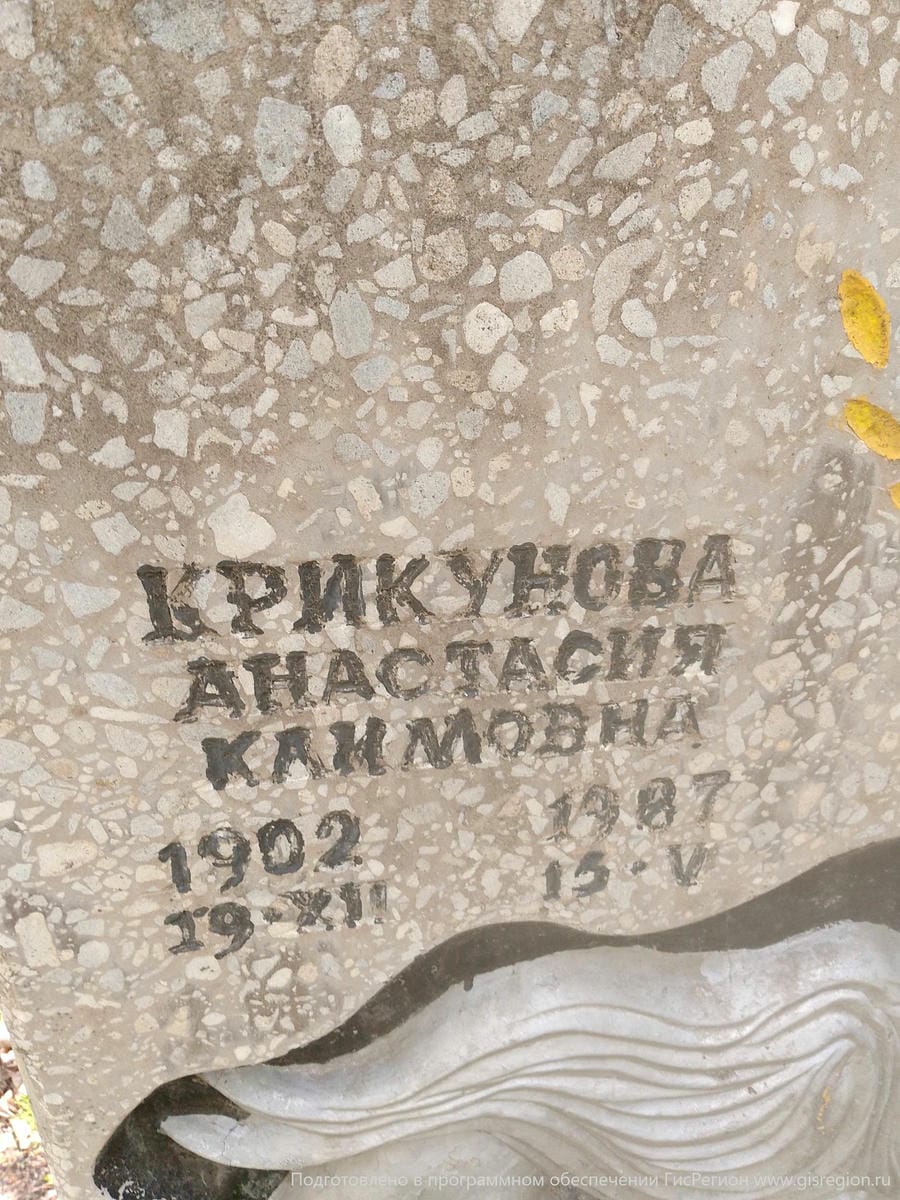 КРИКУНОВА
АНАСТАСИЯ
КЛИМОВНА
1902 1987
19·XII 15·V
Подготовлено в программном обеспечении ГисРегион www.gisregion.ru